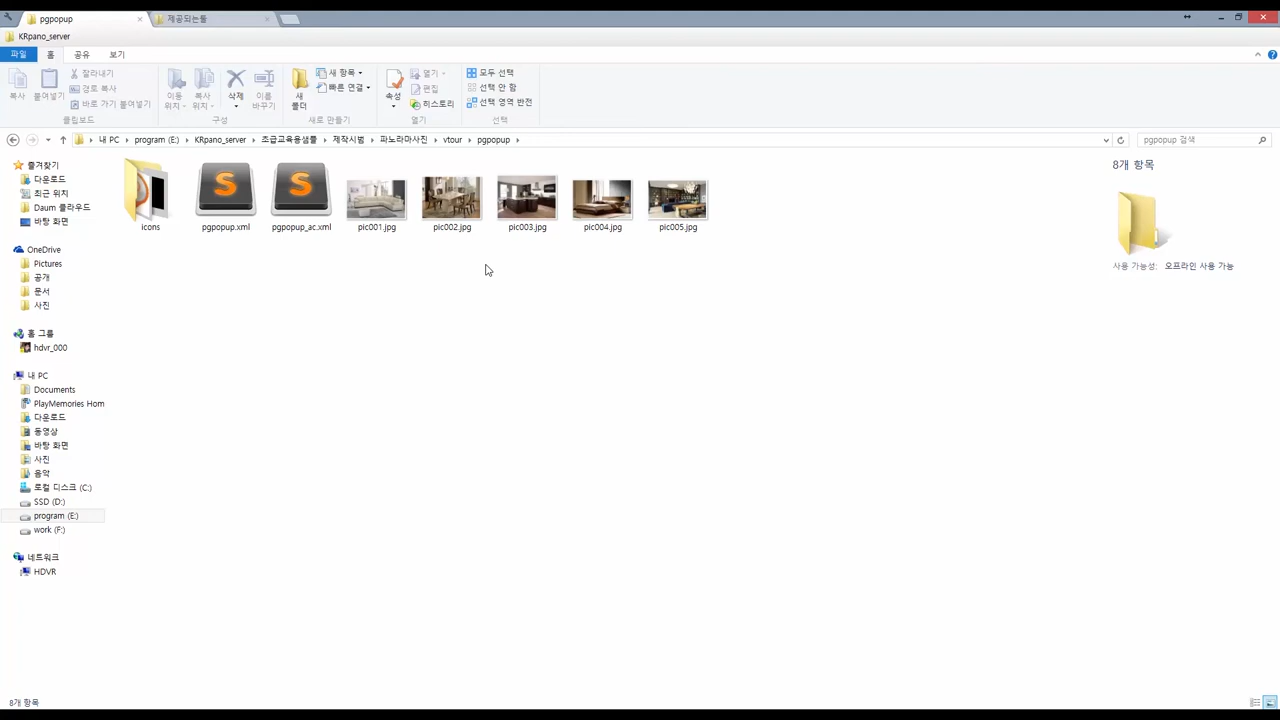 pgpopup
제공되는툴
KRpano_server
파일 홈 공유 보기
복사 붙여넣기 잘라내기 경로 복사 바로 가기 붙여넣기
클립보드
이동 위치 복사 위치 삭제 이름 바꾸기
구성
새 폴더 새 항목 빠른 연결
새로 만들기
속성 열기 편집 히스토리
열기
모두 선택 선택 안 함 선택 영역 반전
선택
내 PC program (E:) KRpano_server 초급교육용샘플 제작시범 파노라마사진 vtour pgpopup
pgpopup 검색
즐겨찾기
다운로드
최근 위치
Daum 클라우드
바탕 화면
OneDrive
Pictures
공개
문서
사진
홈 그룹
hdvr_000
내 PC
Documents
PlayMemories Hom
다운로드
동영상
바탕 화면
사진
음악
로컬 디스크 (C:)
SSD (D:)
program (E:)
work (F:)
네트워크
HDVR
icons
pgpopup.xml
pgpopup_ac.xml
pic001.jpg
pic002.jpg
pic003.jpg
pic004.jpg
pic005.jpg
8개 항목
사용 가능성: 오프라인 사용 가능
8개 항목